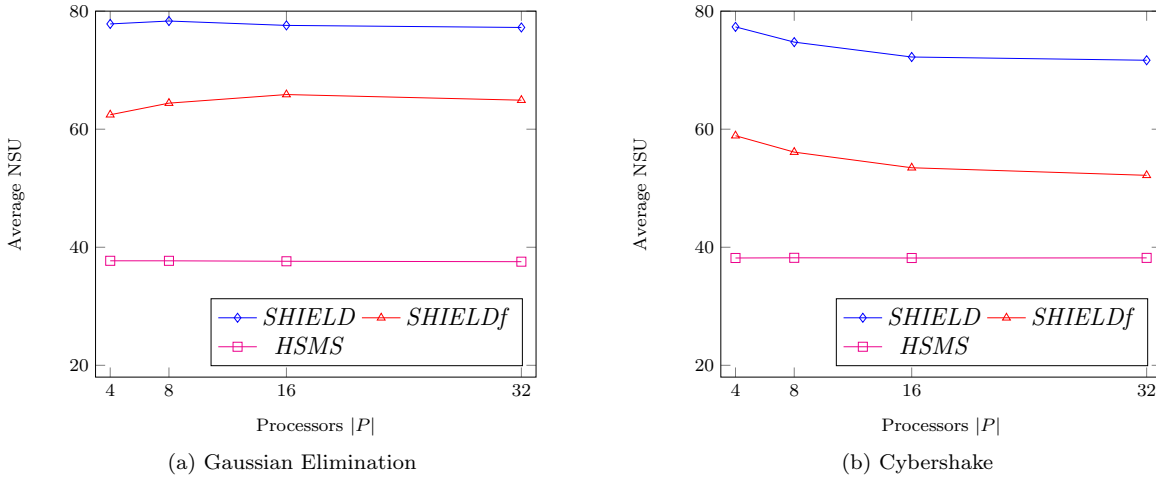 80
60
40
20
Average NSU
SHIELD SHIELDf
HSMS
4 8 16 32
Processors |P|
(a) Gaussian Elimination
80
60
40
20
Average NSU
SHIELD SHIELDf
HSMS
4 8 16 32
Processors |P|
(b) Cybershake